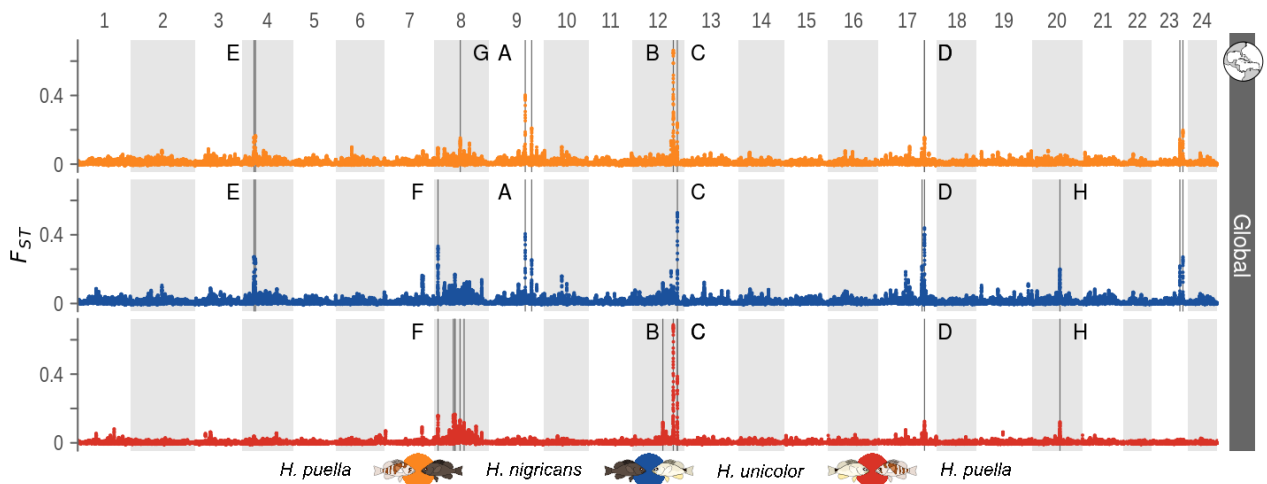 1 2 3 4 5 6 7 8 9 10 11 12 13 14 15 16 17 18 19 20 21 22 23 24
E G A B C D
0.4
0
E F A C D H
0.4
0
F B C D H
0.4
0
F_ST
Global
H. puella H. nigricans H. unicolor H. puella